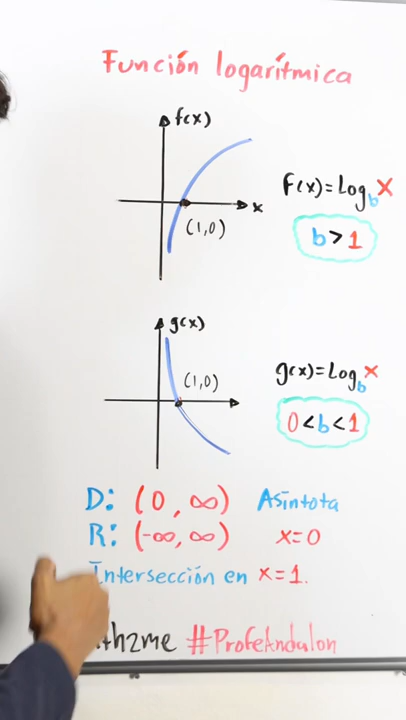 Función logarítmica
f(x)
x
(1,0)
F(x)=Log_b x
b>1
g(x)
(1,0)
g(x)=Log_b x
0<b<1
D: (0, ∞) Asíntota
R: (-∞, ∞) x=0
Intersección en x=1.
#ProfeAndalon